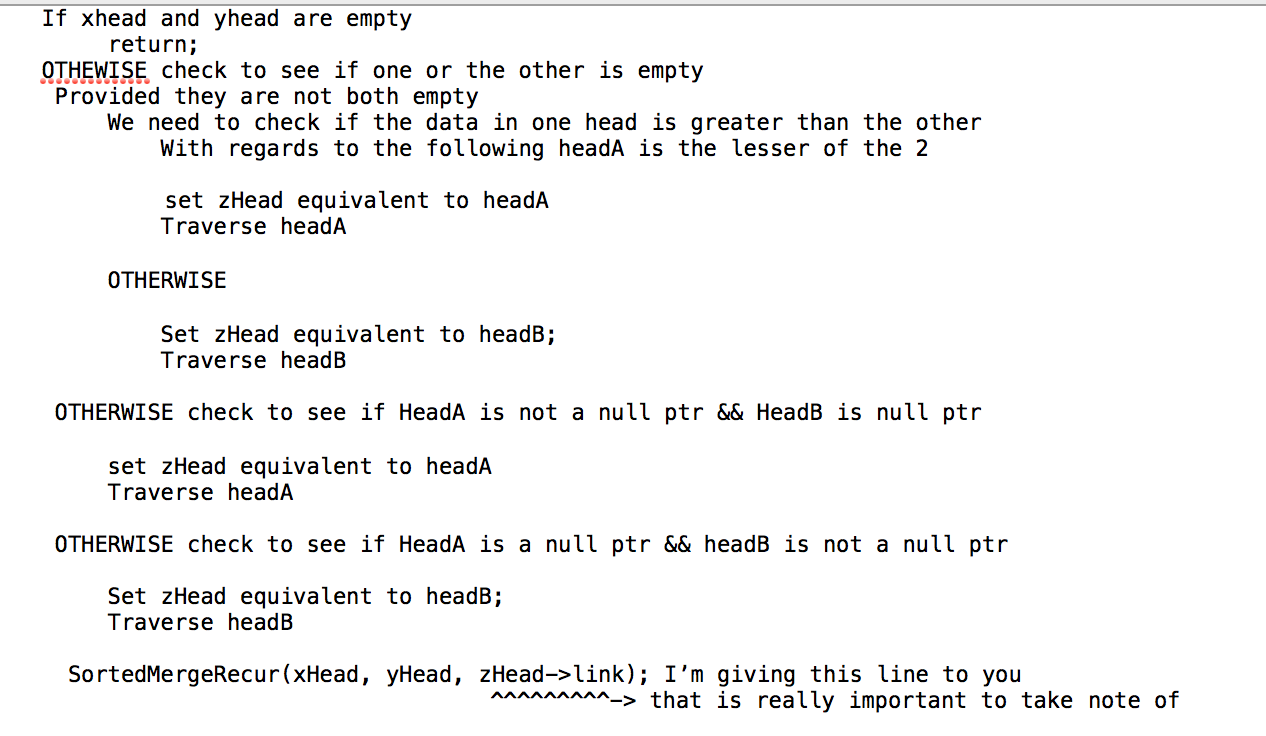 If xhead and yhead are empty
return;
OTHEWISE check to see if one or the other is empty
Provided they are not both empty
We need to check if the data in one head is greater than the other
With regards to the following headA is the lesser of the 2
set zHead equivalent to headA
Traverse headA
OTHERWISE
Set zHead equivalent to headB;
Traverse headB
OTHERWISE check to see if HeadA is not a null ptr && HeadB is null ptr
set zHead equivalent to headA
Traverse headA
OTHERWISE check to see if HeadA is a null ptr && headB is not a null ptr
Set zHead equivalent to headB;
Traverse headB
SortedMergeRecur(xHead, yHead, zHead->link); I’m giving this line to you
^^^^^^^^^-> that is really important to take note of